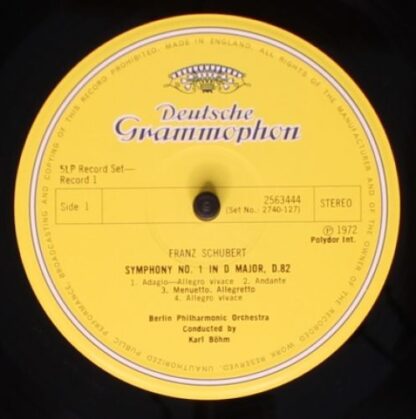 MADE IN ENGLAND. ALL RIGHTS OF THE MANUFACTURER AND OF THE OWNER OF THE RECORDED WORK RESERVED. UNAUTHORIZED PUBLIC PERFORMANCE, BROADCASTING AND COPYING OF THIS RECORD PROHIBITED.
Deutsche
Grammophon
5LP Record Set—
Record 1
Side 1
2563444
(Set No.: 2740-127)
STEREO
Ⓟ 1972
Polydor Int.
FRANZ SCHUBERT
SYMPHONY NO. 1 IN D MAJOR, D.82
1. Adagio—Allegro vivace 2. Andante
3. Menuetto. Allegretto
4. Allegro vivace
Berlin Philharmonic Orchestra
Conducted by
Karl Böhm